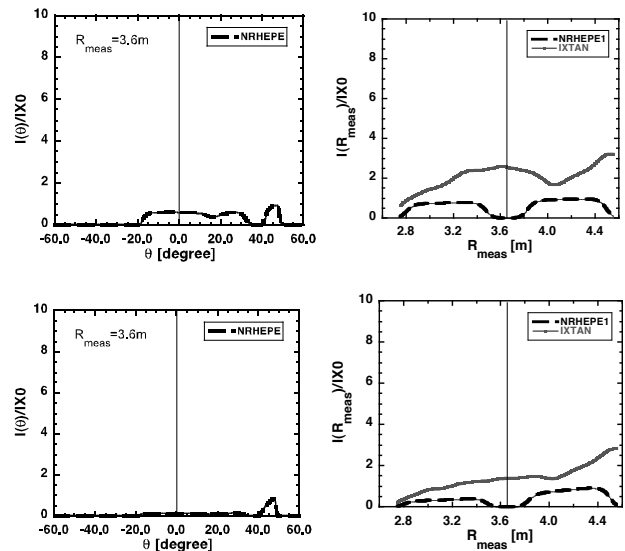 10
8
6
4
2
0
I(θ)/IX0
R_meas=3.6m
NRHEPE
-60.0 -40.0 -20.0 0.0 20.0 40.0 60.0
θ [degree]
10
8
6
4
2
0
I(R_meas)/IX0
NRHEPE1
IXTAN
2.8 3.2 3.6 4.0 4.4
R_meas [m]
10
8
6
4
2
0
I(θ)/IX0
R_meas=3.6m
NRHEPE
-60.0 -40.0 -20.0 0.0 20.0 40.0 60.0
θ [degree]
10
8
6
4
2
0
I(R_meas)/IX0
NRHEPE1
IXTAN
2.8 3.2 3.6 4.0 4.4
R_meas [m]